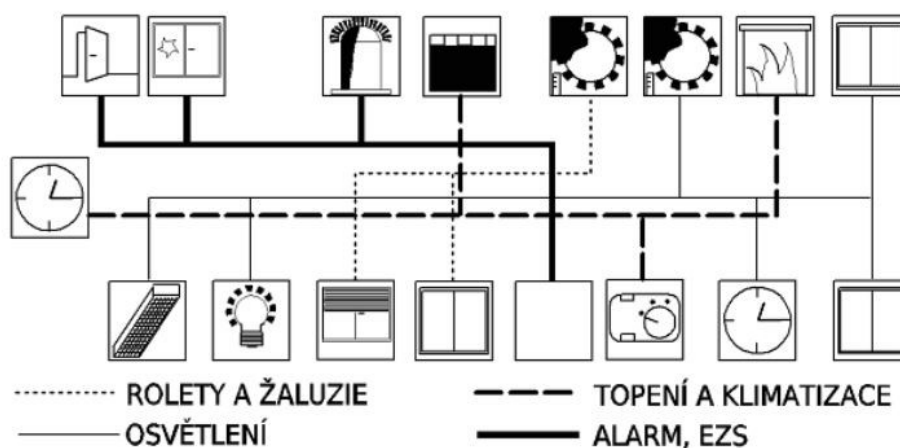 ROLETY A ŽALUZIE
TOPENÍ A KLIMATIZACE
OSVĚTLENÍ
ALARM, EZS